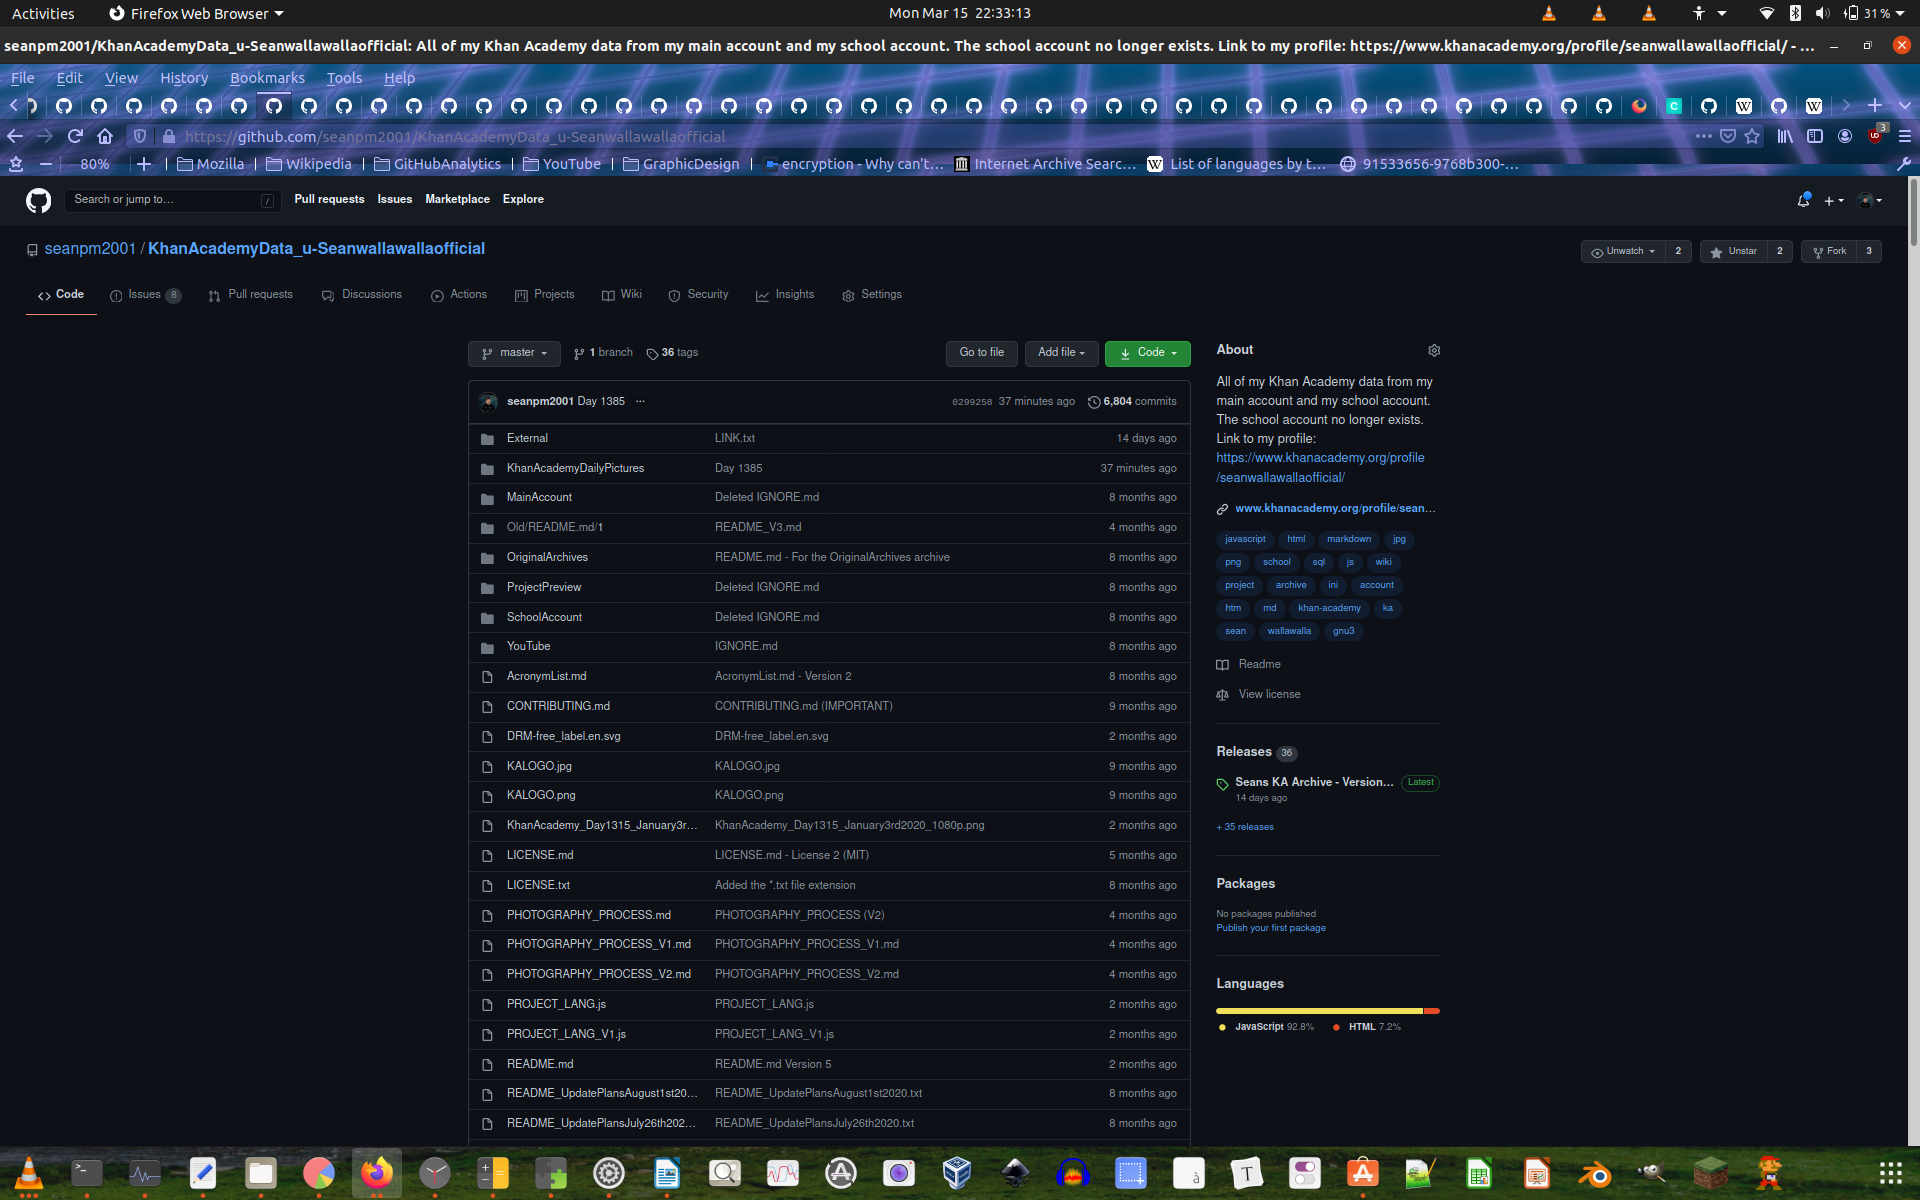 Activities Firefox Web Browser Mon Mar 15 22:33:13 31 %
seanpm2001/KhanAcademyData_u-Seanwallawallaofficial: All of my Khan Academy data from my main account and my school account. The school account no longer exists. Link to my profile: https://www.khanacademy.org/profile/seanwallawallaofficial/ - …
File Edit View History Bookmarks Tools Help
https://github.com/seanpm2001/KhanAcademyData_u-Seanwallawallaofficial 3
80% Mozilla Wikipedia GitHubAnalytics YouTube GraphicDesign encryption - Why can't… Internet Archive Searc… List of languages by t… 91533656-9768b300-…
Search or jump to… / Pull requests Issues Marketplace Explore
seanpm2001 / KhanAcademyData_u-Seanwallawallaofficial Unwatch 2 Unstar 2 Fork 3
Code Issues 8 Pull requests Discussions Actions Projects Wiki Security Insights Settings
master 1 branch 36 tags Go to file Add file Code
seanpm2001 Day 1385 … 0299258 37 minutes ago 6,804 commits
External LINK.txt 14 days ago
KhanAcademyDailyPictures Day 1385 37 minutes ago
MainAccount Deleted IGNORE.md 8 months ago
Old/README.md/1 README_V3.md 4 months ago
OriginalArchives README.md - For the OriginalArchives archive 8 months ago
ProjectPreview Deleted IGNORE.md 8 months ago
SchoolAccount Deleted IGNORE.md 8 months ago
YouTube IGNORE.md 8 months ago
AcronymList.md AcronymList.md - Version 2 8 months ago
CONTRIBUTING.md CONTRIBUTING.md (IMPORTANT) 9 months ago
DRM-free_label.en.svg DRM-free_label.en.svg 2 months ago
KALOGO.jpg KALOGO.jpg 9 months ago
KALOGO.png KALOGO.png 9 months ago
KhanAcademy_Day1315_January3r… KhanAcademy_Day1315_January3rd2020_1080p.png 2 months ago
LICENSE.md LICENSE.md - License 2 (MIT) 5 months ago
LICENSE.txt Added the *.txt file extension 8 months ago
PHOTOGRAPHY_PROCESS.md PHOTOGRAPHY_PROCESS (V2) 4 months ago
PHOTOGRAPHY_PROCESS_V1.md PHOTOGRAPHY_PROCESS_V1.md 4 months ago
PHOTOGRAPHY_PROCESS_V2.md PHOTOGRAPHY_PROCESS_V2.md 4 months ago
PROJECT_LANG.js PROJECT_LANG.js 2 months ago
PROJECT_LANG_V1.js PROJECT_LANG_V1.js 2 months ago
README.md README.md Version 5 2 months ago
README_UpdatePlansAugust1st20… README_UpdatePlansAugust1st2020.txt 8 months ago
README_UpdatePlansJuly26th202… README_UpdatePlansJuly26th2020.txt 8 months ago
About
All of my Khan Academy data from my
main account and my school account.
The school account no longer exists.
Link to my profile:
https://www.khanacademy.org/profile
/seanwallawallaofficial/
www.khanacademy.org/profile/sean…
javascript html markdown jpg
png school sql js wiki
project archive ini account
htm md khan-academy ka
sean wallawalla gnu3
Readme
View license
Releases 36
Seans KA Archive - Version… Latest
14 days ago
+ 35 releases
Packages
No packages published
Publish your first package
Languages
JavaScript 92.8% HTML 7.2%